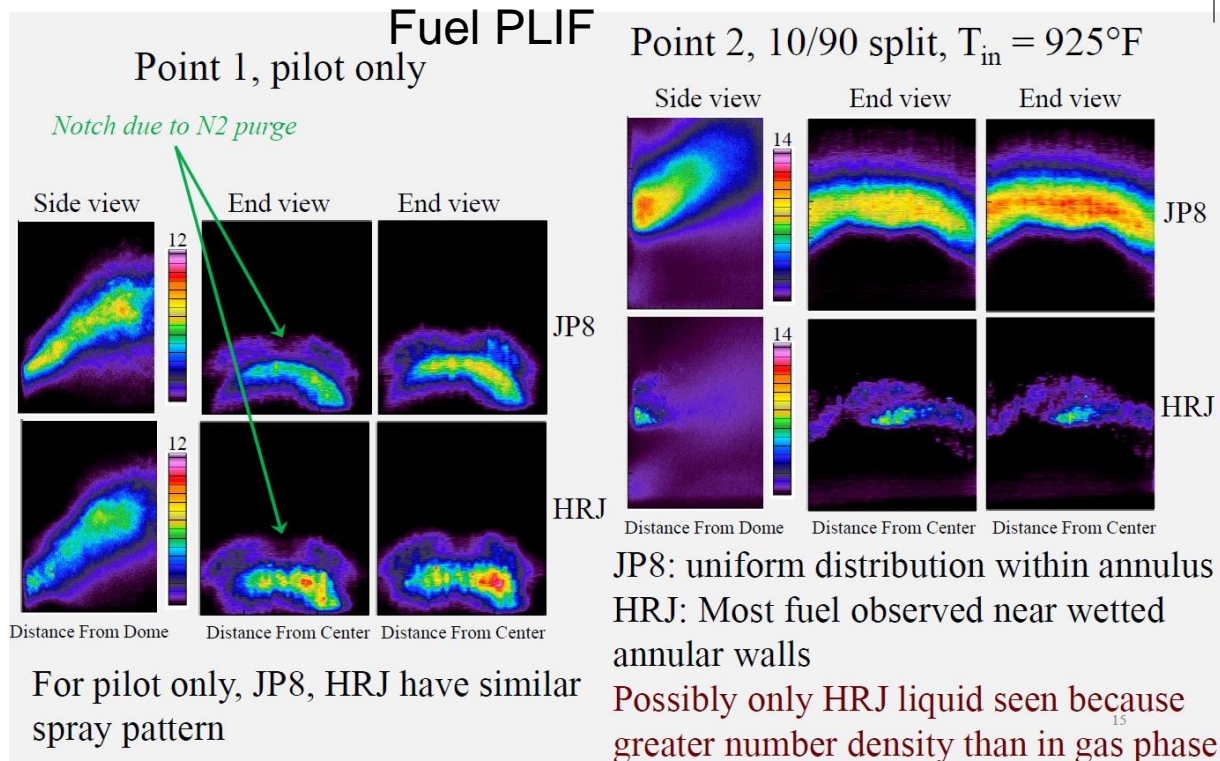 Fuel PLIF
Point 1, pilot only
Notch due to N2 purge
Side view
End view
End view
12
JP8
12
HRJ
Distance From Dome
Distance From Center
Distance From Center
For pilot only, JP8, HRJ have similar
spray pattern
Point 2, 10/90 split, Tin = 925°F
Side view
End view
End view
14
JP8
14
HRJ
Distance From Dome
Distance From Center
Distance From Center
JP8: uniform distribution within annulus
HRJ: Most fuel observed near wetted
annular walls
Possibly only HRJ liquid seen because
15
greater number density than in gas phase